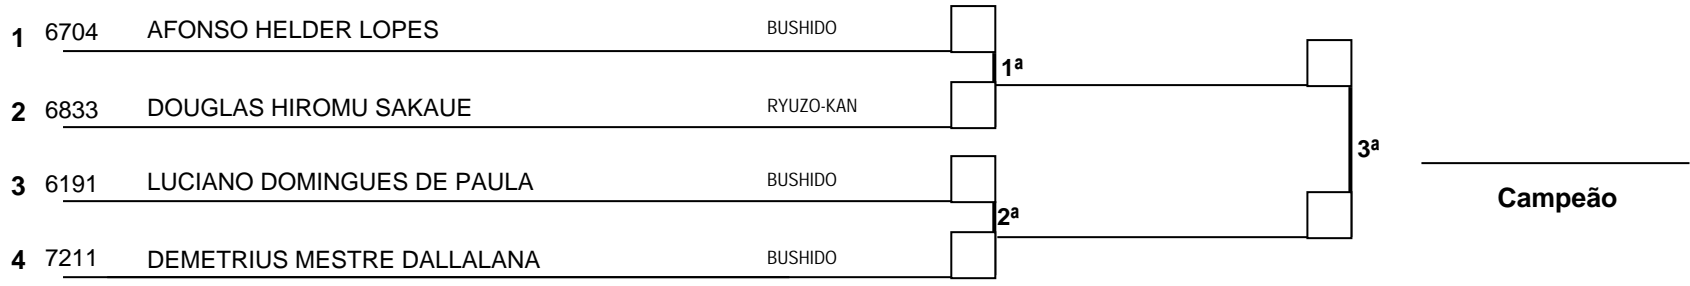 1 6704 AFONSO HELDER LOPES BUSHIDO
1ª
2 6833 DOUGLAS HIROMU SAKAUE RYUZO-KAN
3ª
3 6191 LUCIANO DOMINGUES DE PAULA BUSHIDO
Campeão
2ª
4 7211 DEMETRIUS MESTRE DALLALANA BUSHIDO